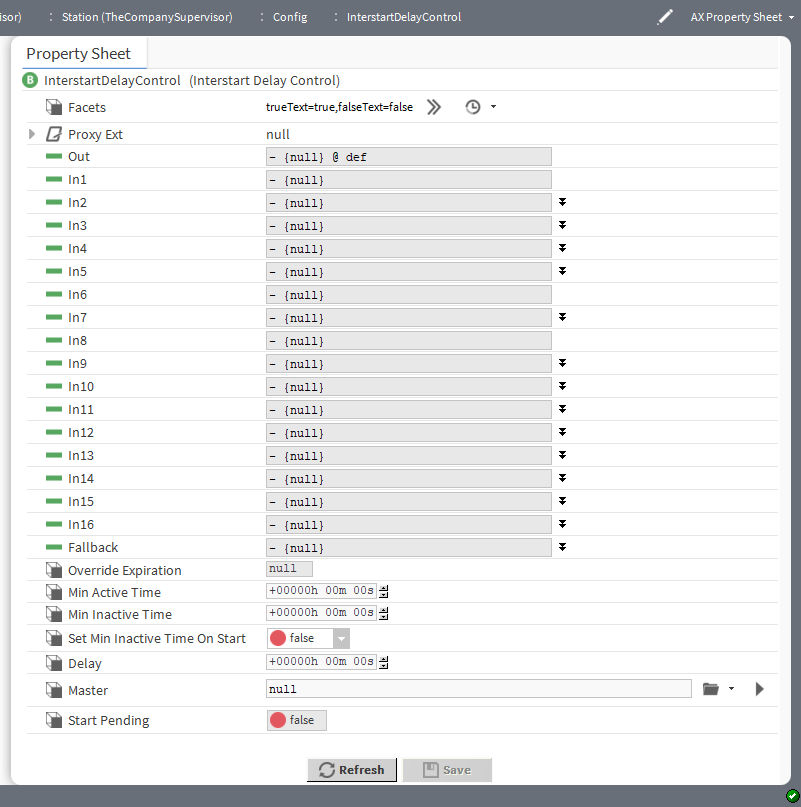 isor) : Station (TheCompanySupervisor) : Config : InterstartDelayControl AX Property Sheet
Property Sheet
B InterstartDelayControl (Interstart Delay Control)
Facets trueText=true,falseText=false
Proxy Ext null
Out - {null} @ def
In1 - {null}
In2 - {null}
In3 - {null}
In4 - {null}
In5 - {null}
In6 - {null}
In7 - {null}
In8 - {null}
In9 - {null}
In10 - {null}
In11 - {null}
In12 - {null}
In13 - {null}
In14 - {null}
In15 - {null}
In16 - {null}
Fallback - {null}
Override Expiration null
Min Active Time +00000h 00m 00s
Min Inactive Time +00000h 00m 00s
Set Min Inactive Time On Start false
Delay +00000h 00m 00s
Master null
Start Pending false
Refresh Save